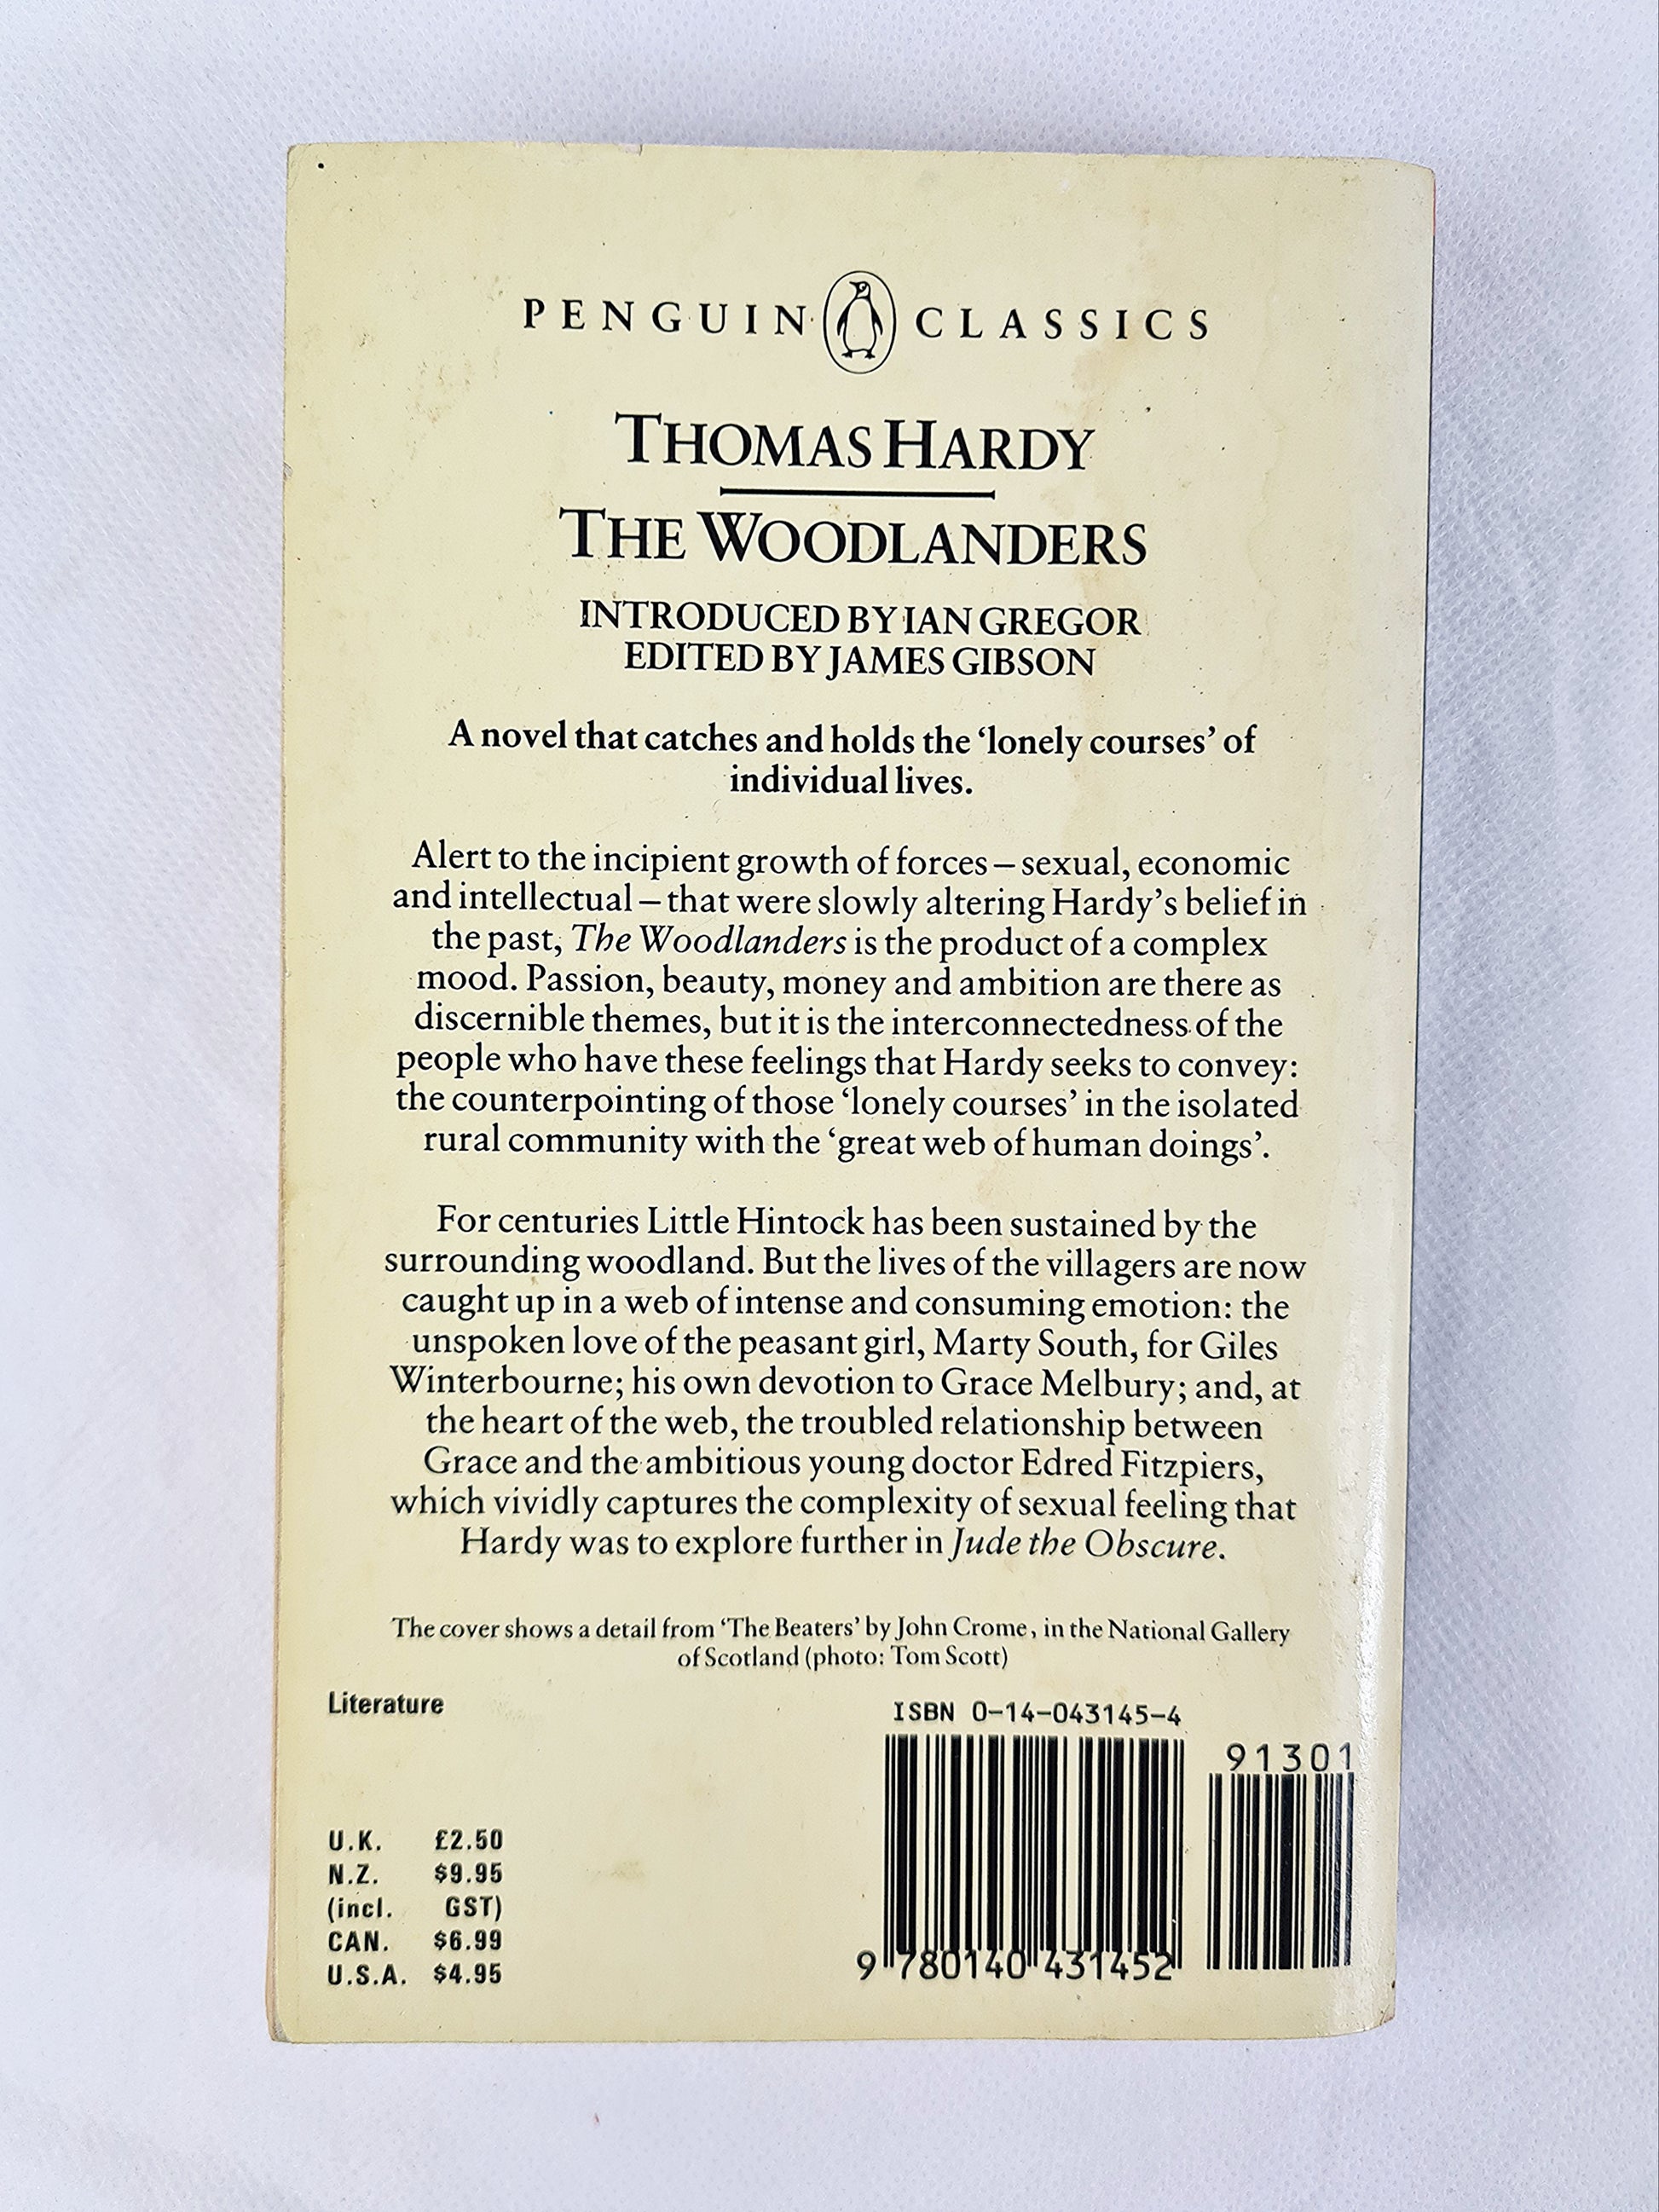 PENGUIN CLASSICS
THOMAS HARDY
THE WOODLANDERS
INTRODUCED BY IAN GREGOR
EDITED BY JAMES GIBSON
A novel that catches and holds the ‘lonely courses’ of
individual lives.
Alert to the incipient growth of forces – sexual, economic
and intellectual – that were slowly altering Hardy’s belief in
the past, The Woodlanders is the product of a complex
mood. Passion, beauty, money and ambition are there as
discernible themes, but it is the interconnectedness of the
people who have these feelings that Hardy seeks to convey:
the counterpointing of those ‘lonely courses’ in the isolated
rural community with the ‘great web of human doings’.
For centuries Little Hintock has been sustained by the
surrounding woodland. But the lives of the villagers are now
caught up in a web of intense and consuming emotion: the
unspoken love of the peasant girl, Marty South, for Giles
Winterbourne; his own devotion to Grace Melbury; and, at
the heart of the web, the troubled relationship between
Grace and the ambitious young doctor Edred Fitzpiers,
which vividly captures the complexity of sexual feeling that
Hardy was to explore further in Jude the Obscure.
The cover shows a detail from ‘The Beaters’ by John Crome, in the National Gallery
of Scotland (photo: Tom Scott)
Literature
ISBN 0-14-043145-4
91301
U.K. £2.50
N.Z. $9.95
(incl. GST)
CAN. $6.99
U.S.A. $4.95
9 780140 431452